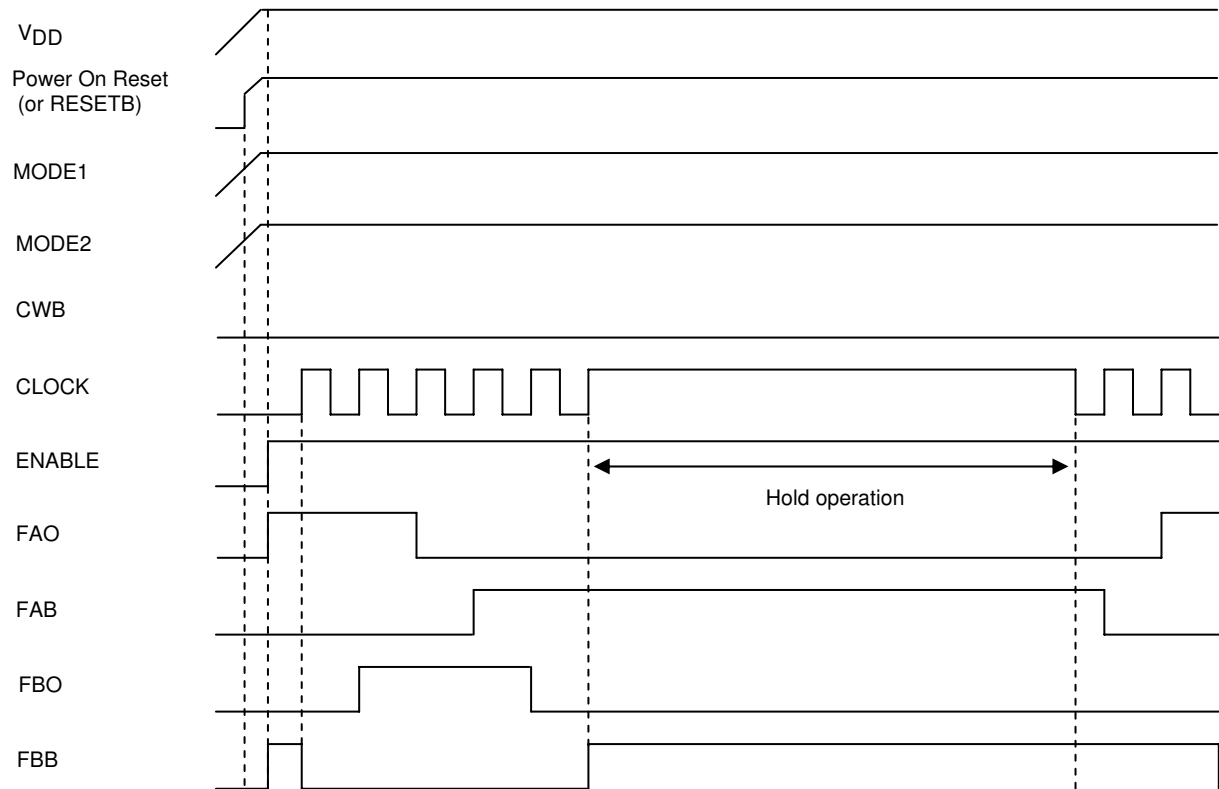 VDD
Power On Reset
(or RESETB)
MODE1
MODE2
CWB
CLOCK
ENABLE
Hold operation
FAO
FAB
FBO
FBB